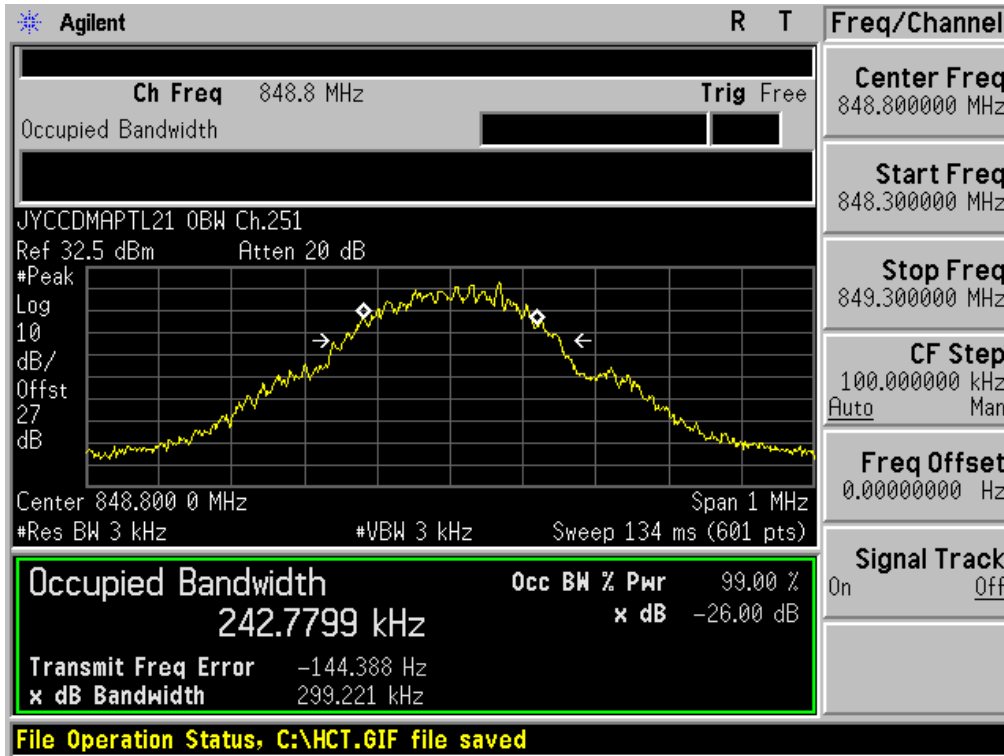 Agilent R T
Ch Freq 848.8 MHz Trig Free
Occupied Bandwidth
JYCCDMAPTL21 OBW Ch.251
Ref 32.5 dBm Atten 20 dB
#Peak
Log
10
dB/
Offst
27
dB
Center 848.800 0 MHz Span 1 MHz
#Res BW 3 kHz #VBW 3 kHz Sweep 134 ms (601 pts)
Occupied Bandwidth
242.7799 kHz
Occ BW % Pwr 99.00 %
x dB -26.00 dB
Transmit Freq Error -144.388 Hz
x dB Bandwidth 299.221 kHz
File Operation Status, C:\HCT.GIF file saved
Freq/Channel
Center Freq
848.800000 MHz
Start Freq
848.300000 MHz
Stop Freq
849.300000 MHz
CF Step
100.000000 kHz
Auto Man
Freq Offset
0.00000000 Hz
Signal Track
On Off